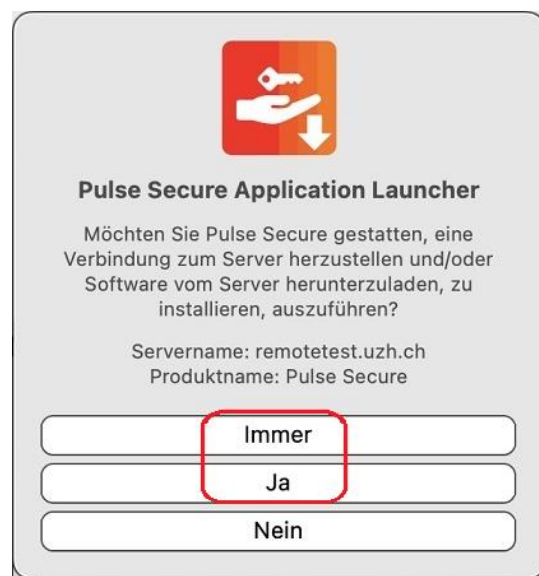 Pulse Secure Application Launcher
Möchten Sie Pulse Secure gestatten, eine
Verbindung zum Server herzustellen und/oder
Software vom Server herunterzuladen, zu
installieren, auszuführen?
Servername: remotetest.uzh.ch
Produktname: Pulse Secure
Immer
Ja
Nein